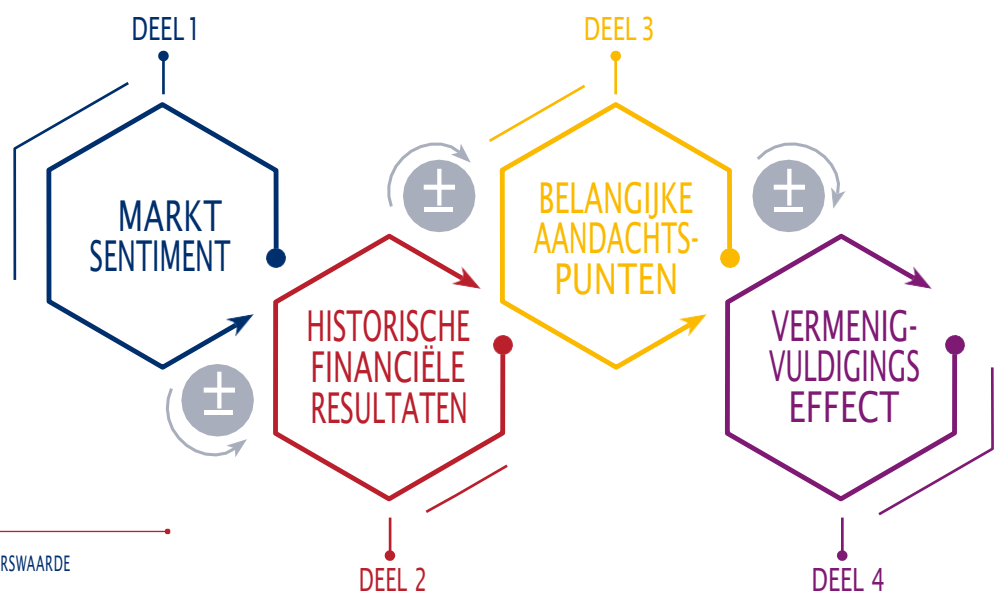 DEEL 1
MARKT
SENTIMENT
±
HISTORISCHE
FINANCIËLE
RESULTATEN
DEEL 2
±
DEEL 3
BELANGIJKE
AANDACHTS-
PUNTEN
±
VERMENIG-
VULDIGINGS
EFFECT
DEEL 4
RSWAARDE